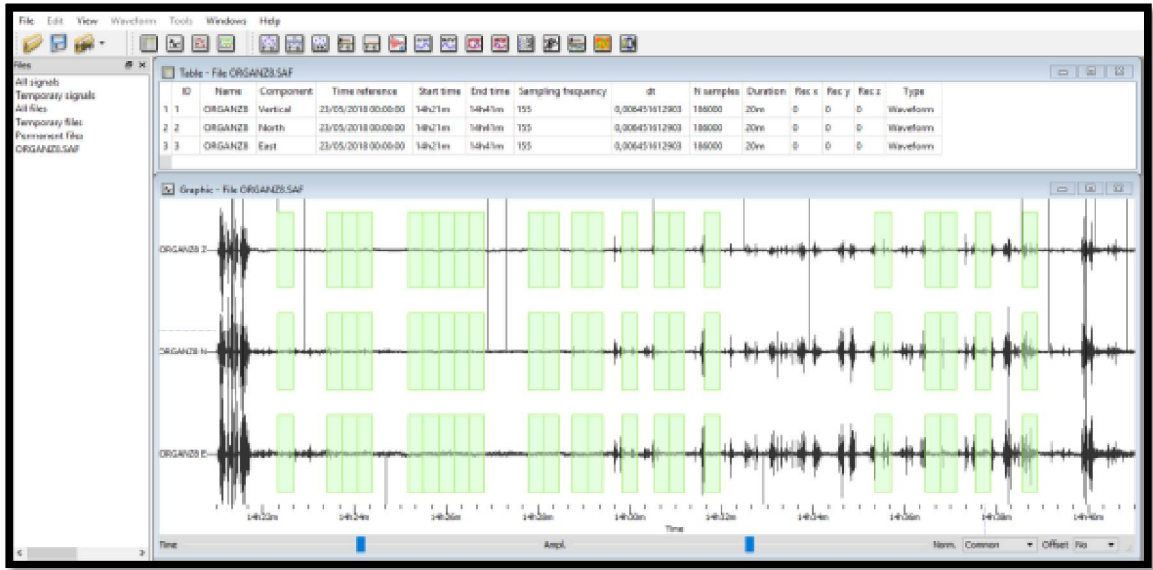 File Edit View Waveform Tools Windows Help
Files
All signals
Temporary signals
All files
Temporary files
Permanent files
ORGANZ8.SAF
Table - File ORGANZ8.SAF
ID Name Component Time reference Start time End time Sampling frequency dt N samples Duration Rec x Rec y Rec z Type
1 1 ORGANZ8 Vertical 23/05/2018 00:00:00 14h21m 14h41m 155 0,006451612903 186000 20m 0 0 0 Waveform
2 2 ORGANZ8 North 23/05/2018 00:00:00 14h21m 14h41m 155 0,006451612903 186000 20m 0 0 0 Waveform
3 3 ORGANZ8 East 23/05/2018 00:00:00 14h21m 14h41m 155 0,006451612903 186000 20m 0 0 0 Waveform
Graphic - File ORGANZ8.SAF
ORGANZ8 Z
ORGANZ8 N
ORGANZ8 E
14h22m 14h24m 14h26m 14h28m 14h30m 14h32m 14h34m 14h36m 14h38m 14h40m
Time
Time Ampl. Norm. Common Offset No